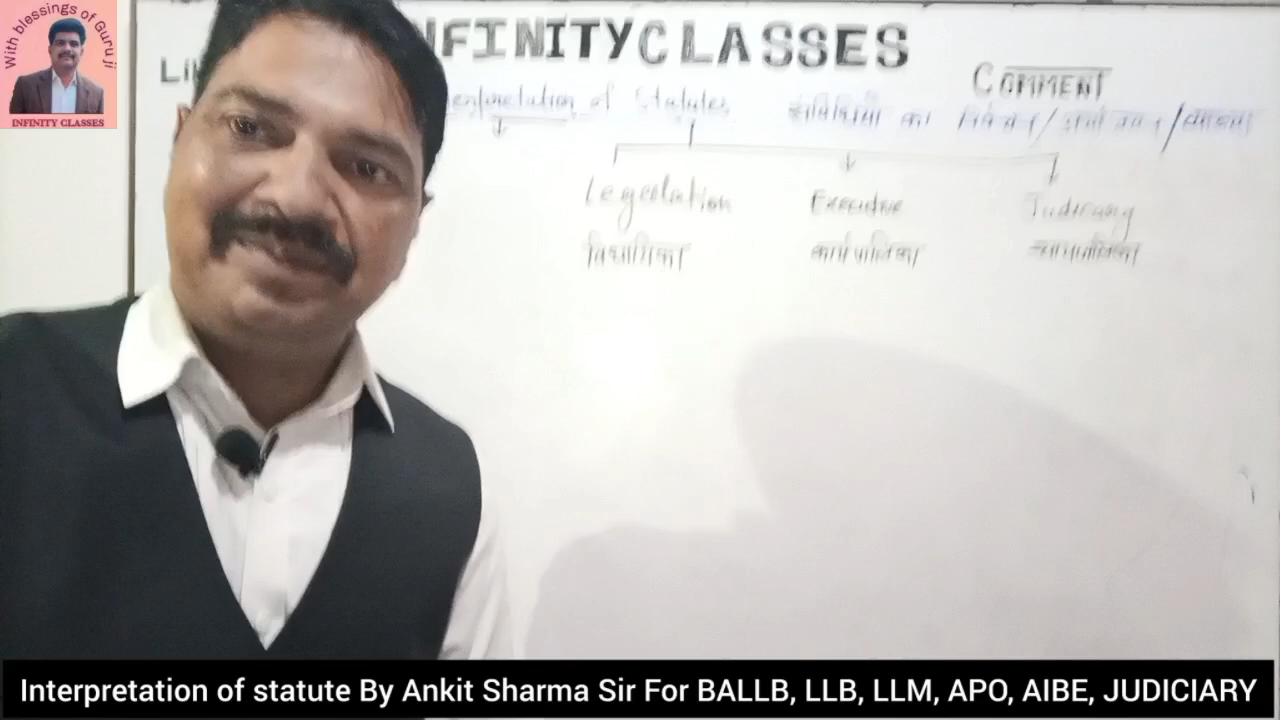 With blessings of Guru ji
INFINITY CLASSES
INFINITY CLASSES
COMMENT
of Statutes का
Legislation Executive Judiciary
विधायिका कार्यपालिका न्यायपालिका
Interpretation of statute By Ankit Sharma Sir For BALLB, LLB, LLM, APO, AIBE, JUDICIARY